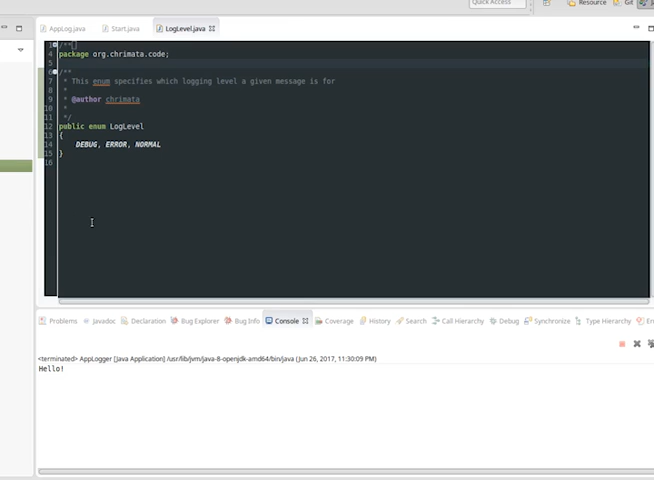 Quick Access
Resource
Git
AppLog.java
Start.java
LogLevel.java
1 /**
4 package org.chrimata.code;
5
6 /**
7  * This enum specifies which logging level a given message is for
8  *
9  * @author chrimata
10  *
11  */
12 public enum LogLevel
13 {
14     DEBUG, ERROR, NORMAL
15 }
16
Problems Javadoc Declaration Bug Explorer Bug Info Console Coverage History Search Call Hierarchy Debug Synchronize Type Hierarchy
<terminated> AppLogger [Java Application] /usr/lib/jvm/java-8-openjdk-amd64/bin/java (Jun 26, 2017, 11:30:09 PM)
Hello!